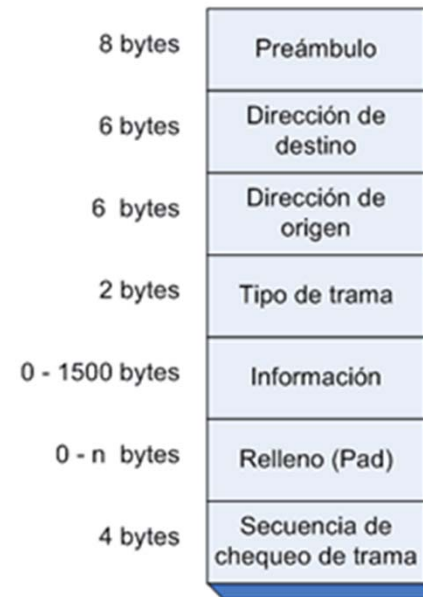 8 bytes Preámbulo
6 bytes Dirección de
destino
6 bytes Dirección de
origen
2 bytes Tipo de trama
0 - 1500 bytes Información
0 - n bytes Relleno (Pad)
4 bytes Secuencia de
chequeo de trama